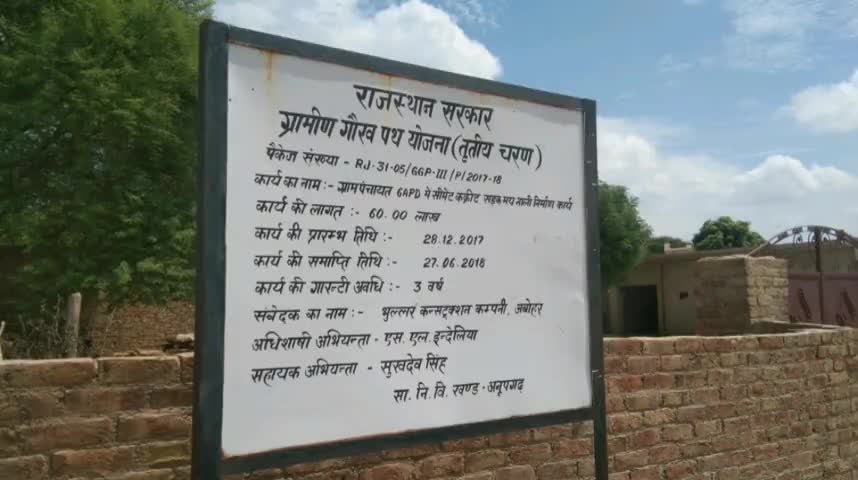 राजस्थान सरकार
ग्रामीण गौरव पथ योजना (तृतीय चरण)
पैकेज संख्या - RJ-31-05/GGP-III/P/2017-18
कार्य का नाम :- ग्राम पंचायत 6APD मे सीमेंट कंक्रीट सड़क मय नाली निर्माण कार्य
कार्य की लागत :- 60.00 लाख
कार्य की प्रारम्भ तिथि :- 28.12.2017
कार्य की समाप्ति तिथि :- 27.06.2018
कार्य की गारन्टी अवधि :- 3 वर्ष
संवेदक का नाम :- भुल्लर कन्सट्रक्शन कम्पनी, अबोहर
अधिशाषी अभियन्ता - एस. एल. इन्देलिया
सहायक अभियन्ता - सुखदेव सिंह
सा. नि. वि. खण्ड - अनूपगढ़